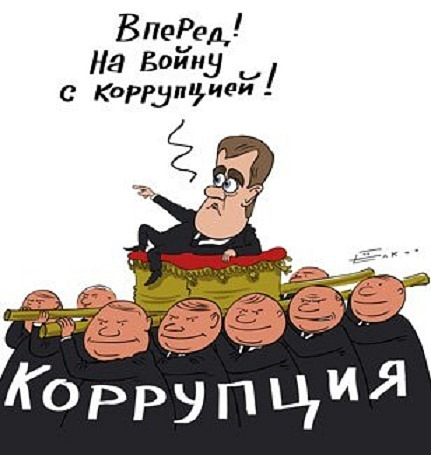 Вперед!
На войну
с коррупцией!
Коррупция